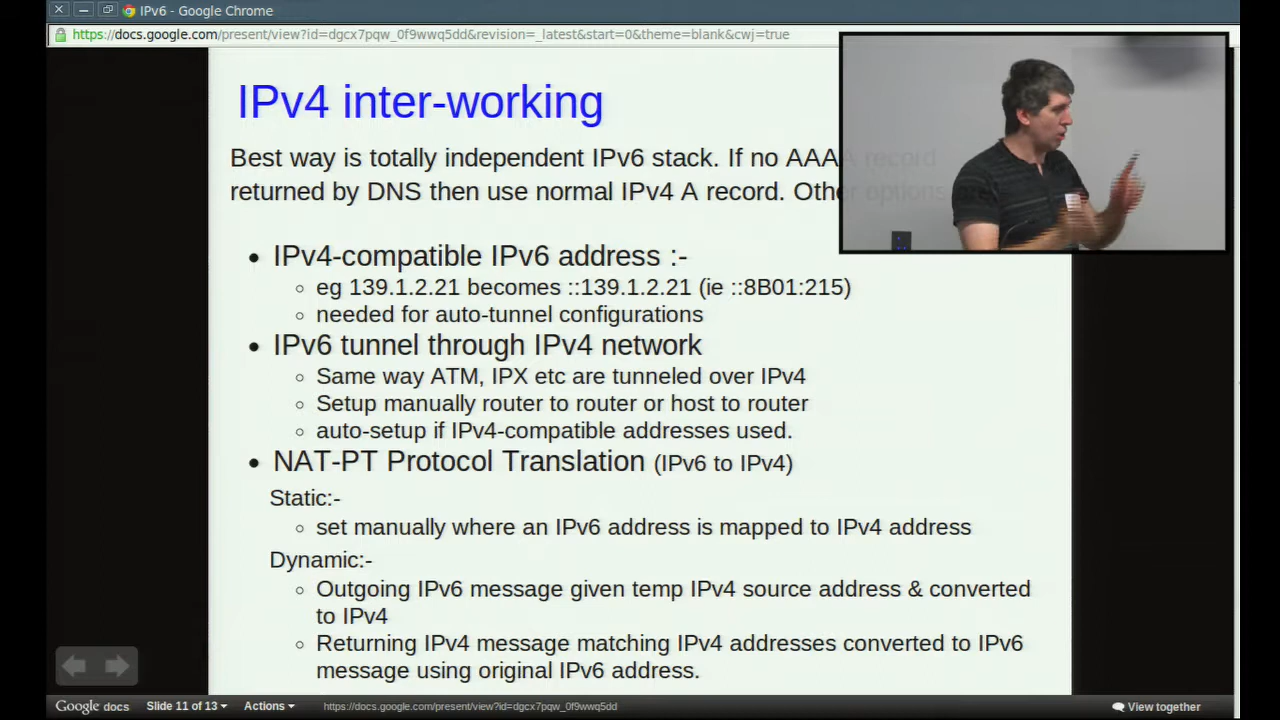 IPv6 - Google Chrome
https://docs.google.com/present/view?id=dgcx7pqw_0f9wwq5dd&revision=_latest&start=0&theme=blank&cwj=true
IPv4 inter-working
Best way is totally independent IPv6 stack. If no AAAA record
returned by DNS then use normal IPv4 A record. Other options
• IPv4-compatible IPv6 address :-
○ eg 139.1.2.21 becomes ::139.1.2.21 (ie ::8B01:215)
○ needed for auto-tunnel configurations
• IPv6 tunnel through IPv4 network
○ Same way ATM, IPX etc are tunneled over IPv4
○ Setup manually router to router or host to router
○ auto-setup if IPv4-compatible addresses used.
• NAT-PT Protocol Translation (IPv6 to IPv4)
Static:-
○ set manually where an IPv6 address is mapped to IPv4 address
Dynamic:-
○ Outgoing IPv6 message given temp IPv4 source address & converted
to IPv4
○ Returning IPv4 message matching IPv4 addresses converted to IPv6
message using original IPv6 address.
Google docs Slide 11 of 13 Actions https://docs.google.com/present/view?id=dgcx7pqw_0f9wwq5dd View together